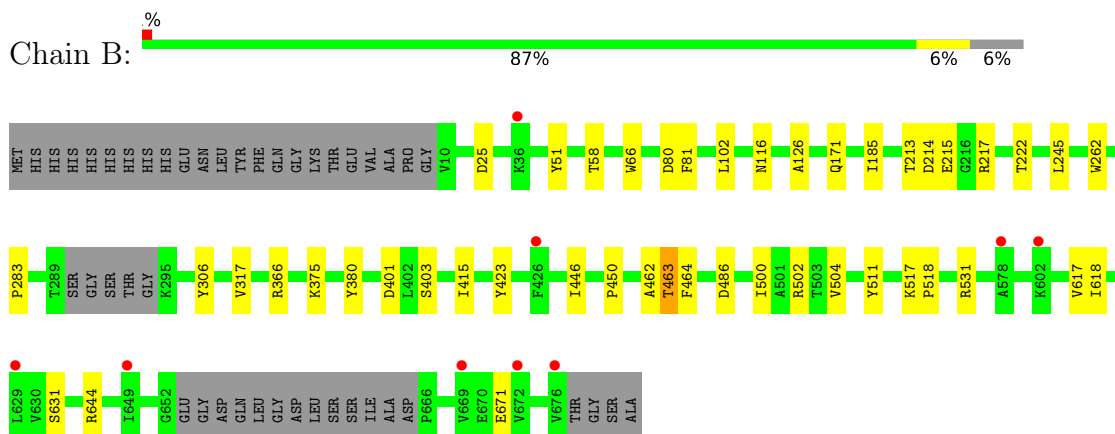 .%
Chain B:
87% 6% 6%
MET HIS HIS HIS HIS HIS HIS HIS HIS GLU ASN LEU TYR PHE GLN GLY LYS THR GLU VAL ALA PRO GLY V10 D25 K36 Y51 T58 W66 D80 F81 L102 N116 A126 Q171 I185 T213 D214 E215 G216 R217 T222 L245 W262
P283 T289 SER GLY SER THR GLY K295 Y306 V317 R366 K375 Y380 D401 L402 S403 I415 Y423 F426 I446 P450 A462 T463 F464 D486 I500 A501 R502 T503 V504 Y511 K517 P518 R531 A578 K602 V617 I618
L629 V630 S631 R644 I649 G652 GLU GLY ASP GLN LEU GLY ASP LEU SER SER ILE ALA ASP P666 V669 E670 E671 V672 V676 THR GLY SER ALA